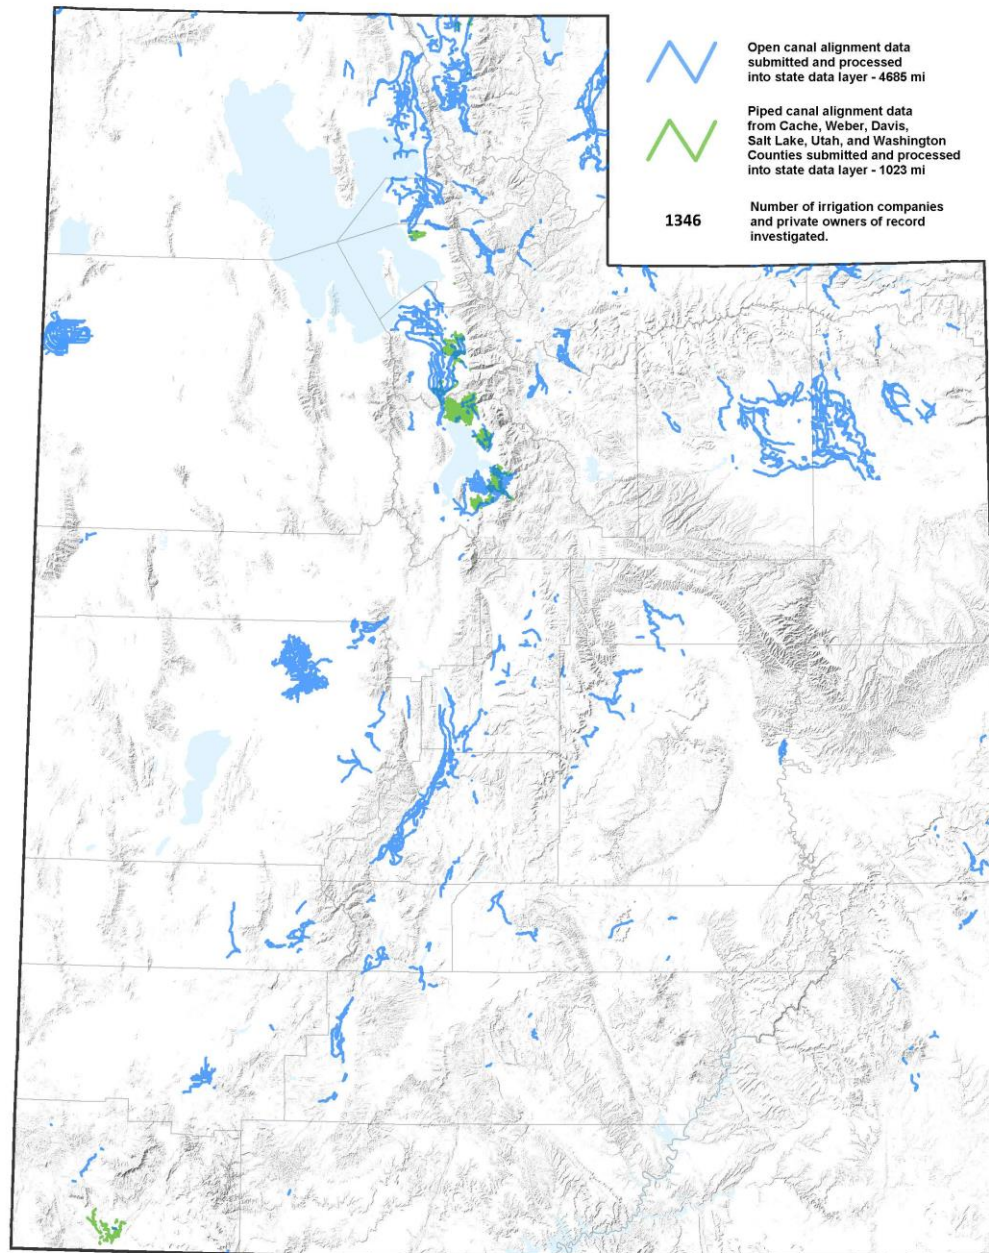 Open canal alignment data
submitted and processed
into state data layer - 4685 mi
Piped canal alignment data
from Cache, Weber, Davis,
Salt Lake, Utah, and Washington
Counties submitted and processed
into state data layer - 1023 mi
1346
Number of irrigation companies
and private owners of record
investigated.